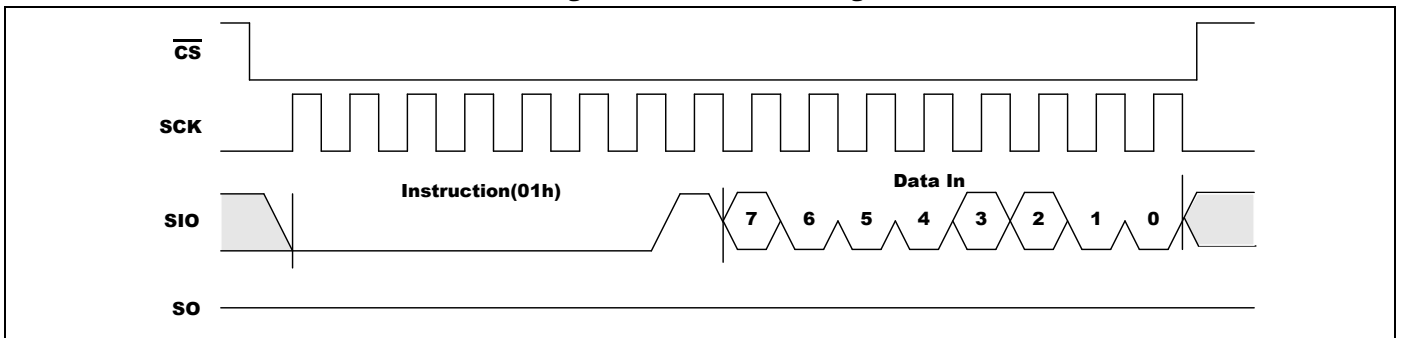 CS
SCK
Instruction(01h)
Data In
SIO
7 6 5 4 3 2 1 0
SO